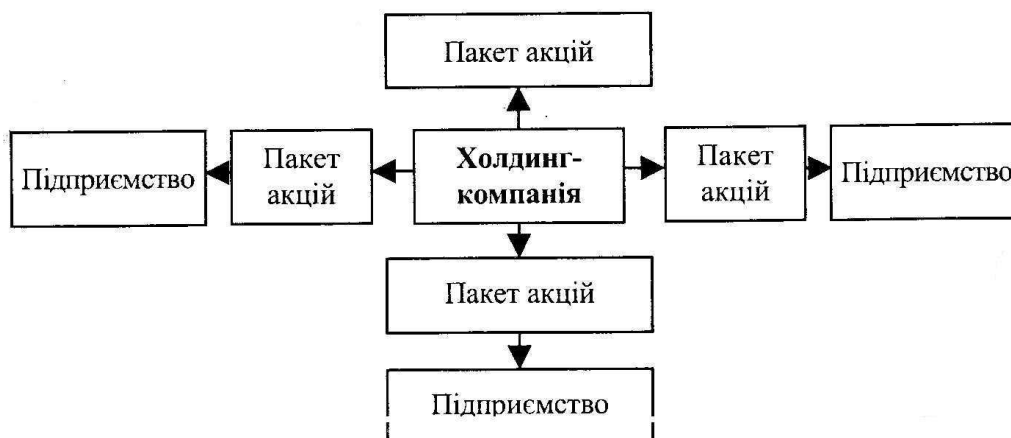 Пакет акцій
Підприємство
Пакет
акцій
Холдинг-
компанія
Пакет
акцій
Підприємство
Пакет акцій
Підприємство